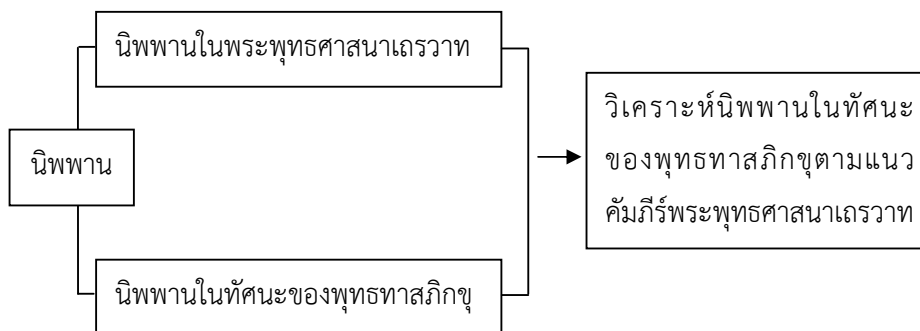 นิพพานในพระพุทธศาสนาเถรวาท
นิพพาน
วิเคราะห์นิพพานในทัศนะ
ของพุทธทาสภิกขุตามแนว
คัมภีร์พระพุทธศาสนาเถรวาท
นิพพานในทัศนะของพุทธทาสภิกขุ